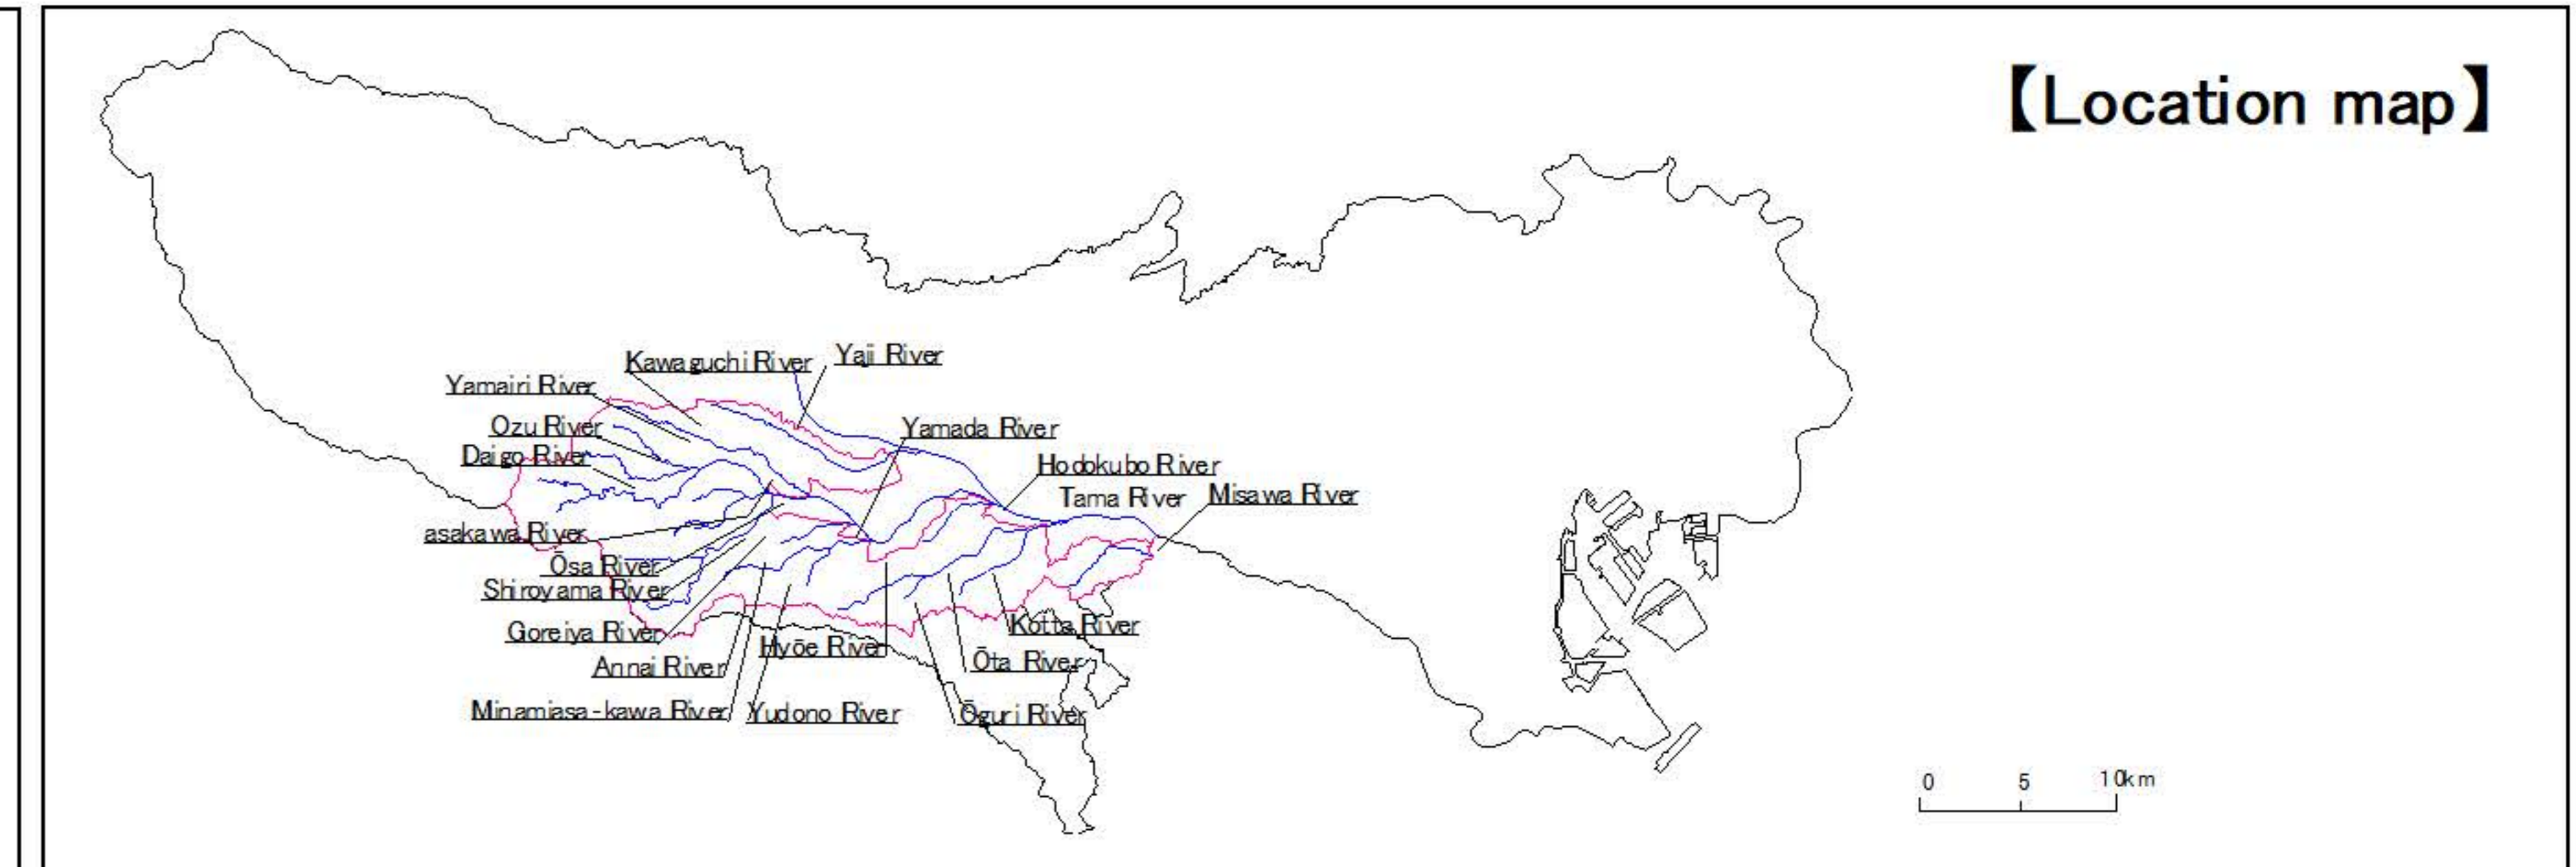 【Location map】
Kawaguchi River
Yaji River
Yamairi River
Ozu River
Yamada River
Daigo River
Hodokubo River
Tama River
Misawa River
asakawa River
Ōsa River
Shiroyama River
Goreiya River
Kotta River
Annai River
Hyōe River
Ōta River
Minamiasa-kawa River
Yudono River
Ōguri River
0 5 10km